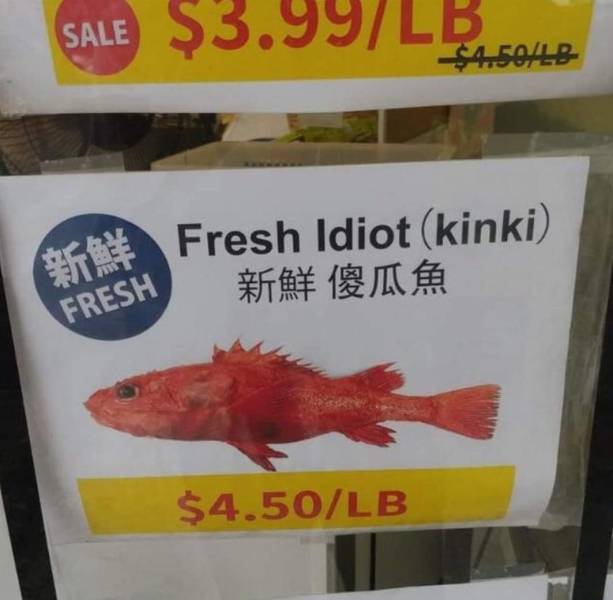 SALE
$3.99/LB
$4.50/LB
新鮮
FRESH
Fresh Idiot (kinki)
新鮮 傻瓜魚
$4.50/LB